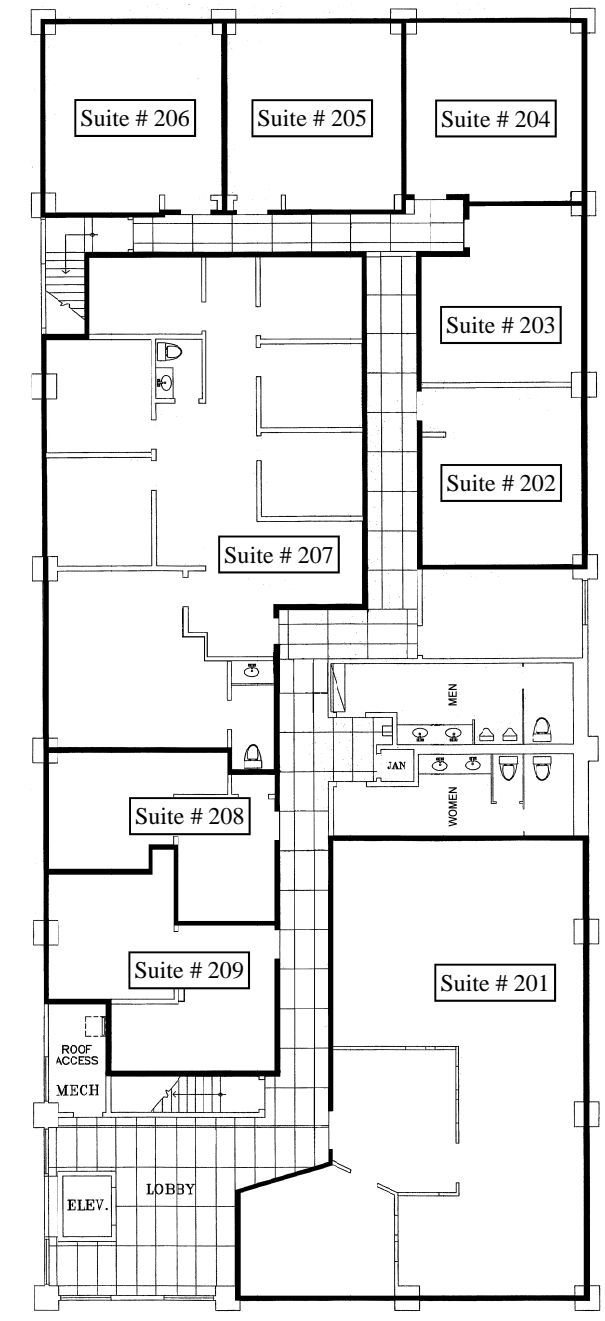 Suite # 206
Suite # 205
Suite # 204
Suite # 203
Suite # 202
Suite # 207
MEN
JAN
WOMEN
Suite # 208
Suite # 209
Suite # 201
ROOF
ACCESS
MECH
LOBBY
ELEV.